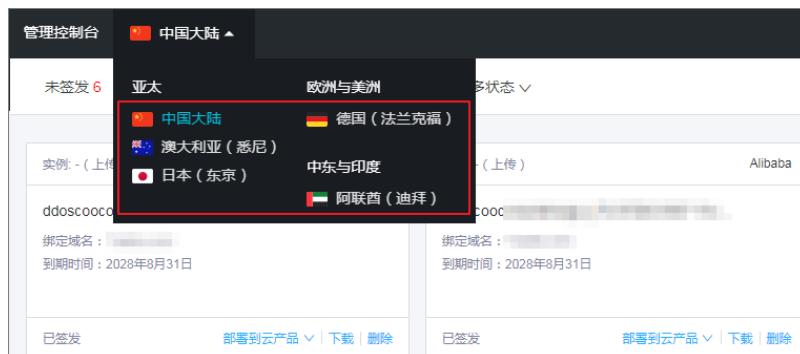 管理控制台 中国大陆
未签发 6 多状态
亚太 欧洲与美洲
中国大陆 德国（法兰克福）
澳大利亚（悉尼）
中东与印度
日本（东京）
阿联酋（迪拜）
实例: - （上传 - （上传） Alibaba
ddoscooco
绑定域名： 绑定域名：
到期时间：2028年8月31日 到期时间：2028年8月31日
已签发 部署到云产品 下载 删除 已签发 部署到云产品 下载 删除